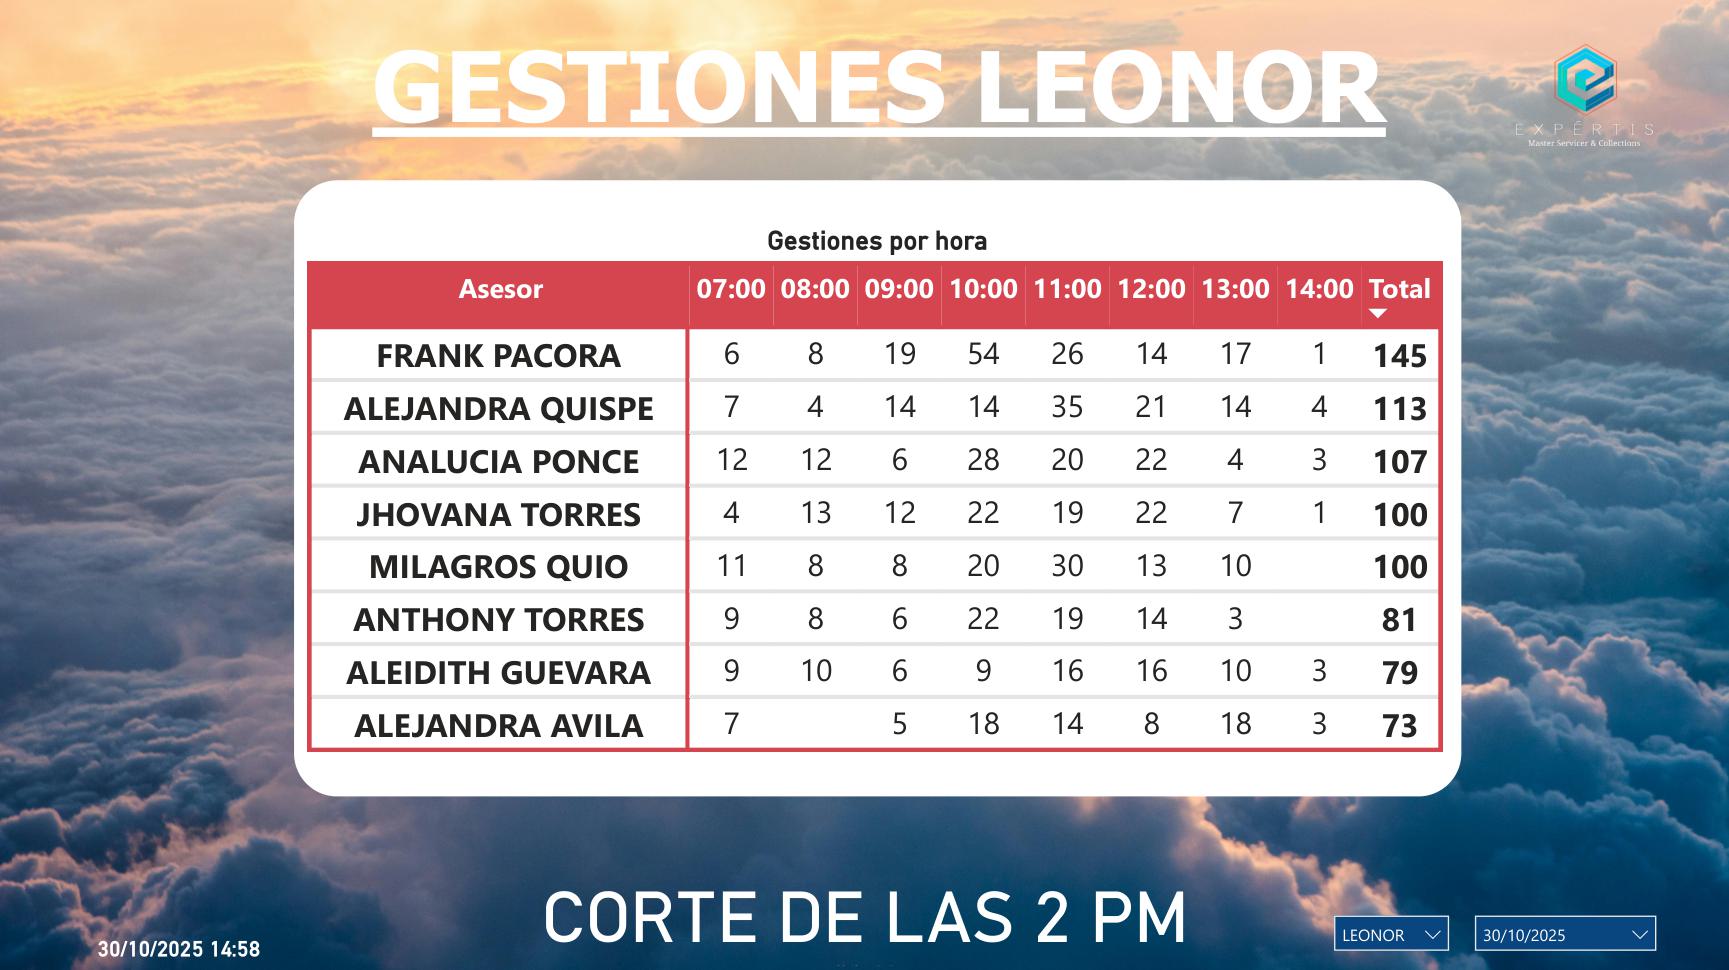 GESTIONES LEONOR
EXPÉRTIS
Master Servicer & Collections
Gestiones por hora
Asesor 07:00 08:00 09:00 10:00 11:00 12:00 13:00 14:00 Total
FRANK PACORA 6 8 19 54 26 14 17 1 145
ALEJANDRA QUISPE 7 4 14 14 35 21 14 4 113
ANALUCIA PONCE 12 12 6 28 20 22 4 3 107
JHOVANA TORRES 4 13 12 22 19 22 7 1 100
MILAGROS QUIO 11 8 8 20 30 13 10 100
ANTHONY TORRES 9 8 6 22 19 14 3 81
ALEIDITH GUEVARA 9 10 6 9 16 16 10 3 79
ALEJANDRA AVILA 7 5 18 14 8 18 3 73
CORTE DE LAS 2 PM
30/10/2025 14:58
LEONOR
30/10/2025